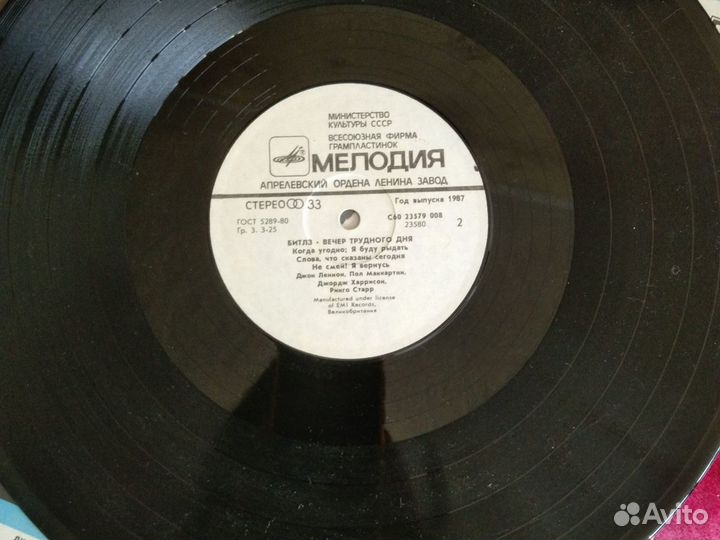 МИНИСТЕРСТВО
КУЛЬТУРЫ СССР
ВСЕСОЮЗНАЯ ФИРМА
ГРАМПЛАСТИНОК
МЕЛОДИЯ
АПРЕЛЕВСКИЙ ОРДЕНА ЛЕНИНА ЗАВОД
СТЕРЕО 33
Год выпуска 1987
ГОСТ 5289-80
С60 23579 008
Гр. 3. 3-25
23580
2
БИТЛЗ - ВЕЧЕР ТРУДНОГО ДНЯ
Когда угодно; Я буду рыдать
Слова, что сказаны сегодня
Не смей! Я вернусь
Джон Леннон, Пол Маккартни,
Джордж Харрисон,
Ринго Старр
Manufactured under license
of EMI Records,
Великобритания
Avito